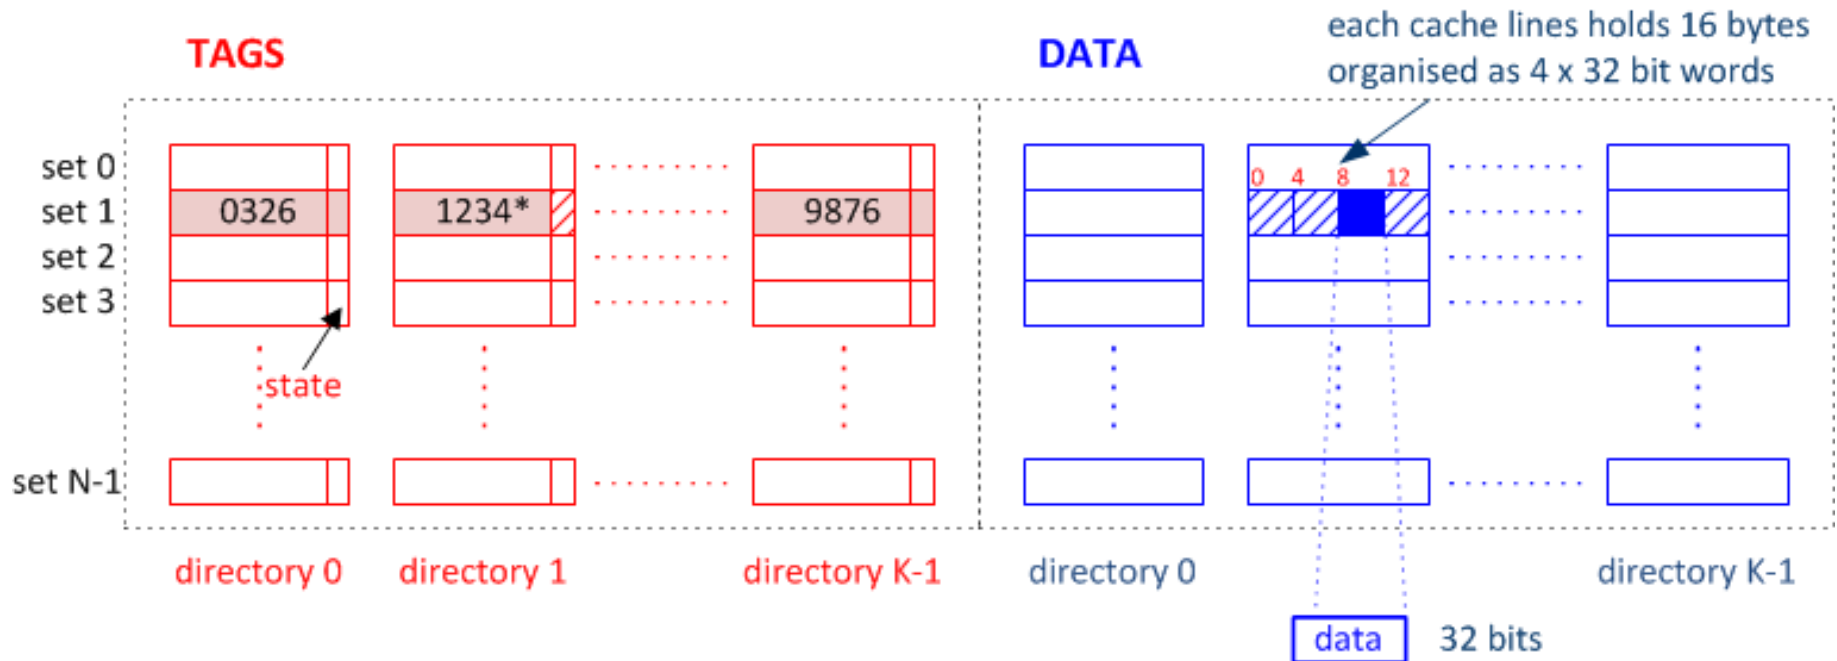 TAGS
DATA
each cache lines holds 16 bytes
organised as 4 x 32 bit words
set 0
0 4 8 12
set 1 0326 1234* 9876
set 2
set 3
state
set N-1
directory 0 directory 1 directory K-1 directory 0 directory K-1
data 32 bits